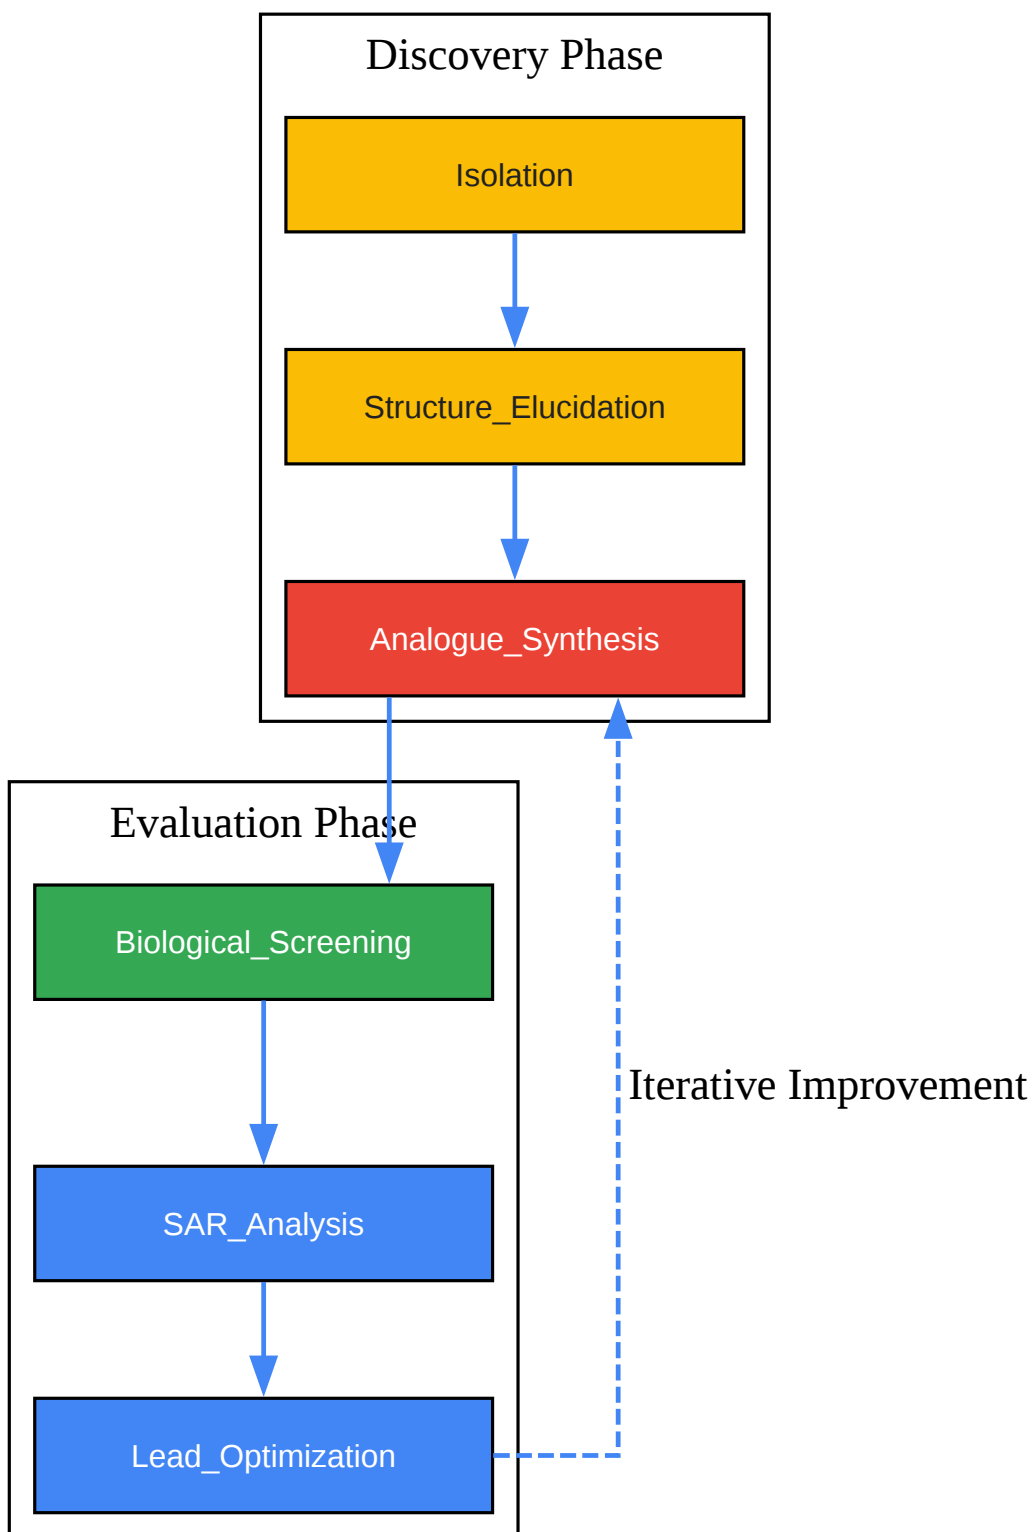 Discovery Phase
Isolation
Structure_Elucidation
Analogue_Synthesis
Evaluation Phase
Biological_Screening
Iterative Improvement
SAR_Analysis
Lead_Optimization